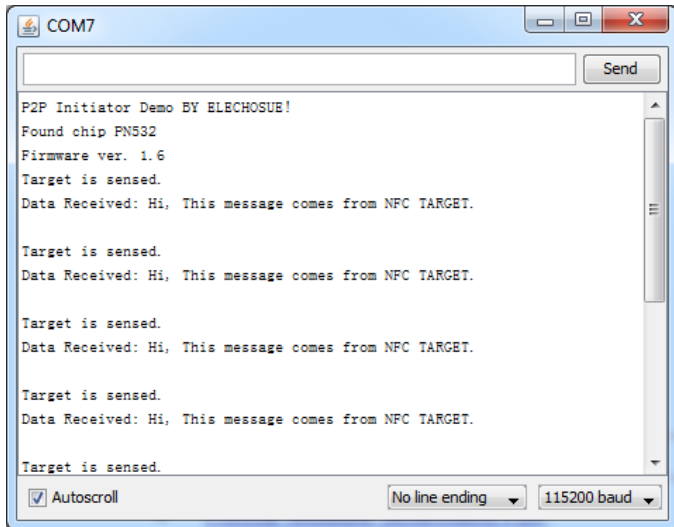 COM7
Send
P2P Initiator Demo BY ELECHOSUE!
Found chip PN532
Firmware ver. 1.6
Target is sensed.
Data Received: Hi, This message comes from NFC TARGET.
Target is sensed.
Data Received: Hi, This message comes from NFC TARGET.
Target is sensed.
Data Received: Hi, This message comes from NFC TARGET.
Target is sensed.
Data Received: Hi, This message comes from NFC TARGET.
Target is sensed.
Autoscroll No line ending 115200 baud